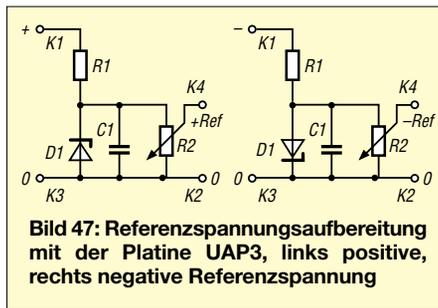 + K1 – K1
R1 R1
K4 K4
+Ref –Ref
C1 C1
D1 R2 D1 R2
0 0 0 0
K3 K2 K3 K2
Bild 47: Referenzspannungsaufbereitung
mit der Platine UAP3, links positive,
rechts negative Referenzspannung